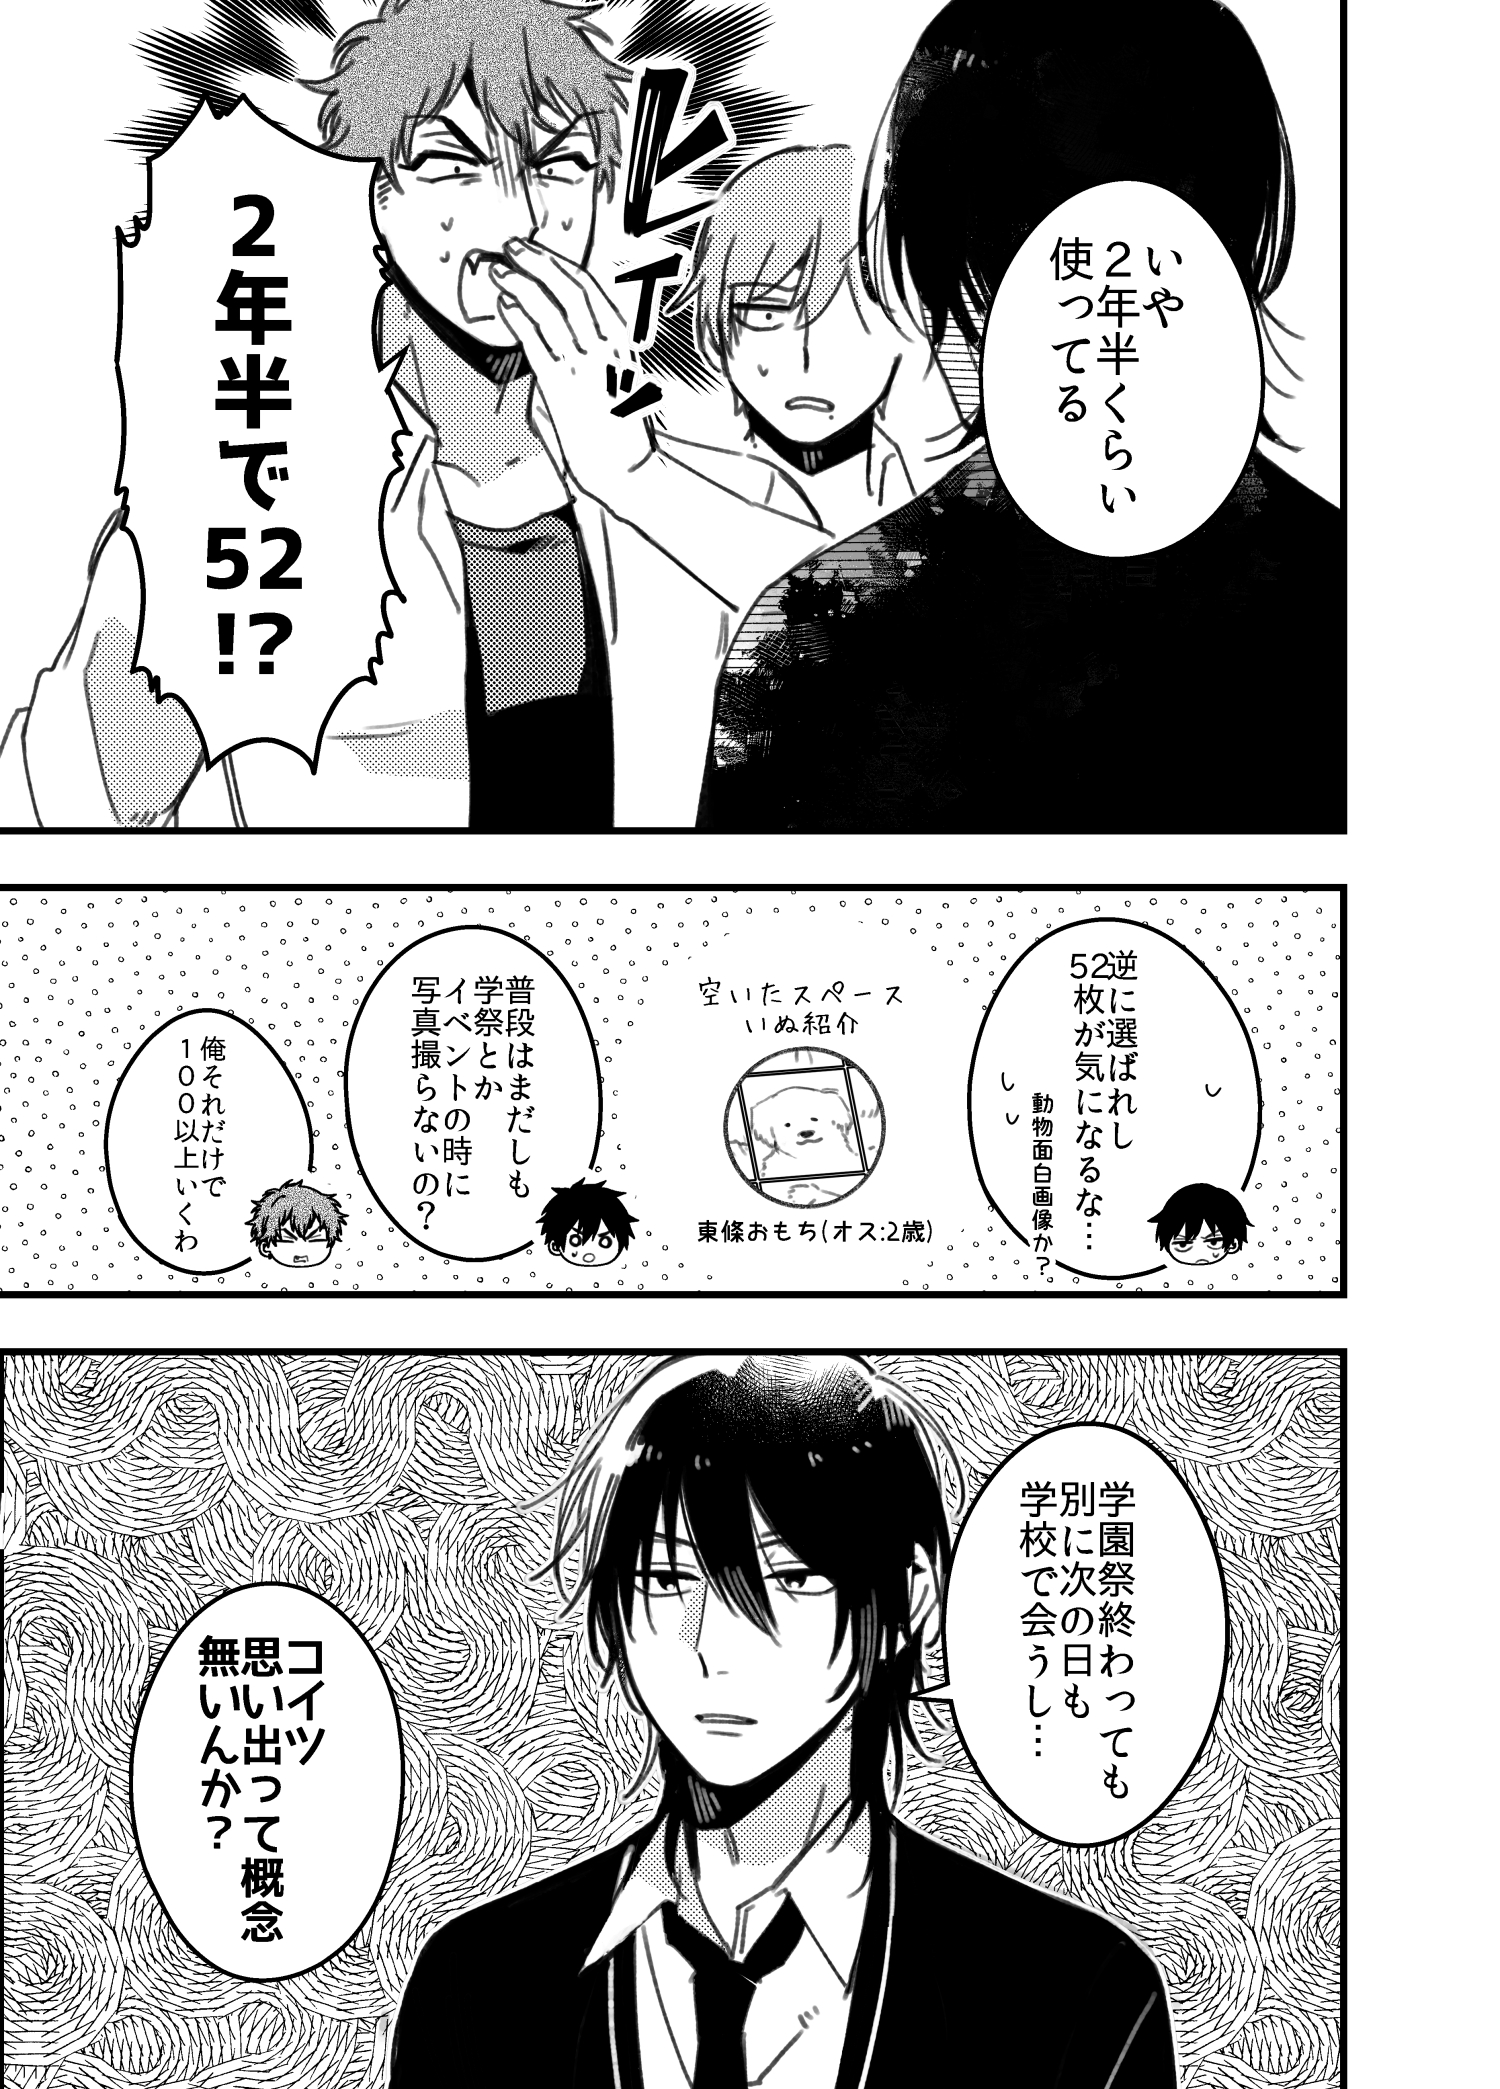 いや
２年半くらい
使ってる
レイッ
２年半で
52
!?
逆に選ばれし
52枚が気になるな…
動物面白画像か?
空いたスペース
いぬ紹介
東條おもち(オス:2歳)
普段はまだしも
学祭とか
イベントの時に
写真撮らないの？
俺それだけで
１００以上いくわ
学園祭終わっても
別に次の日も
学校で会うし…
コイツ
思い出って概念
無いんか？